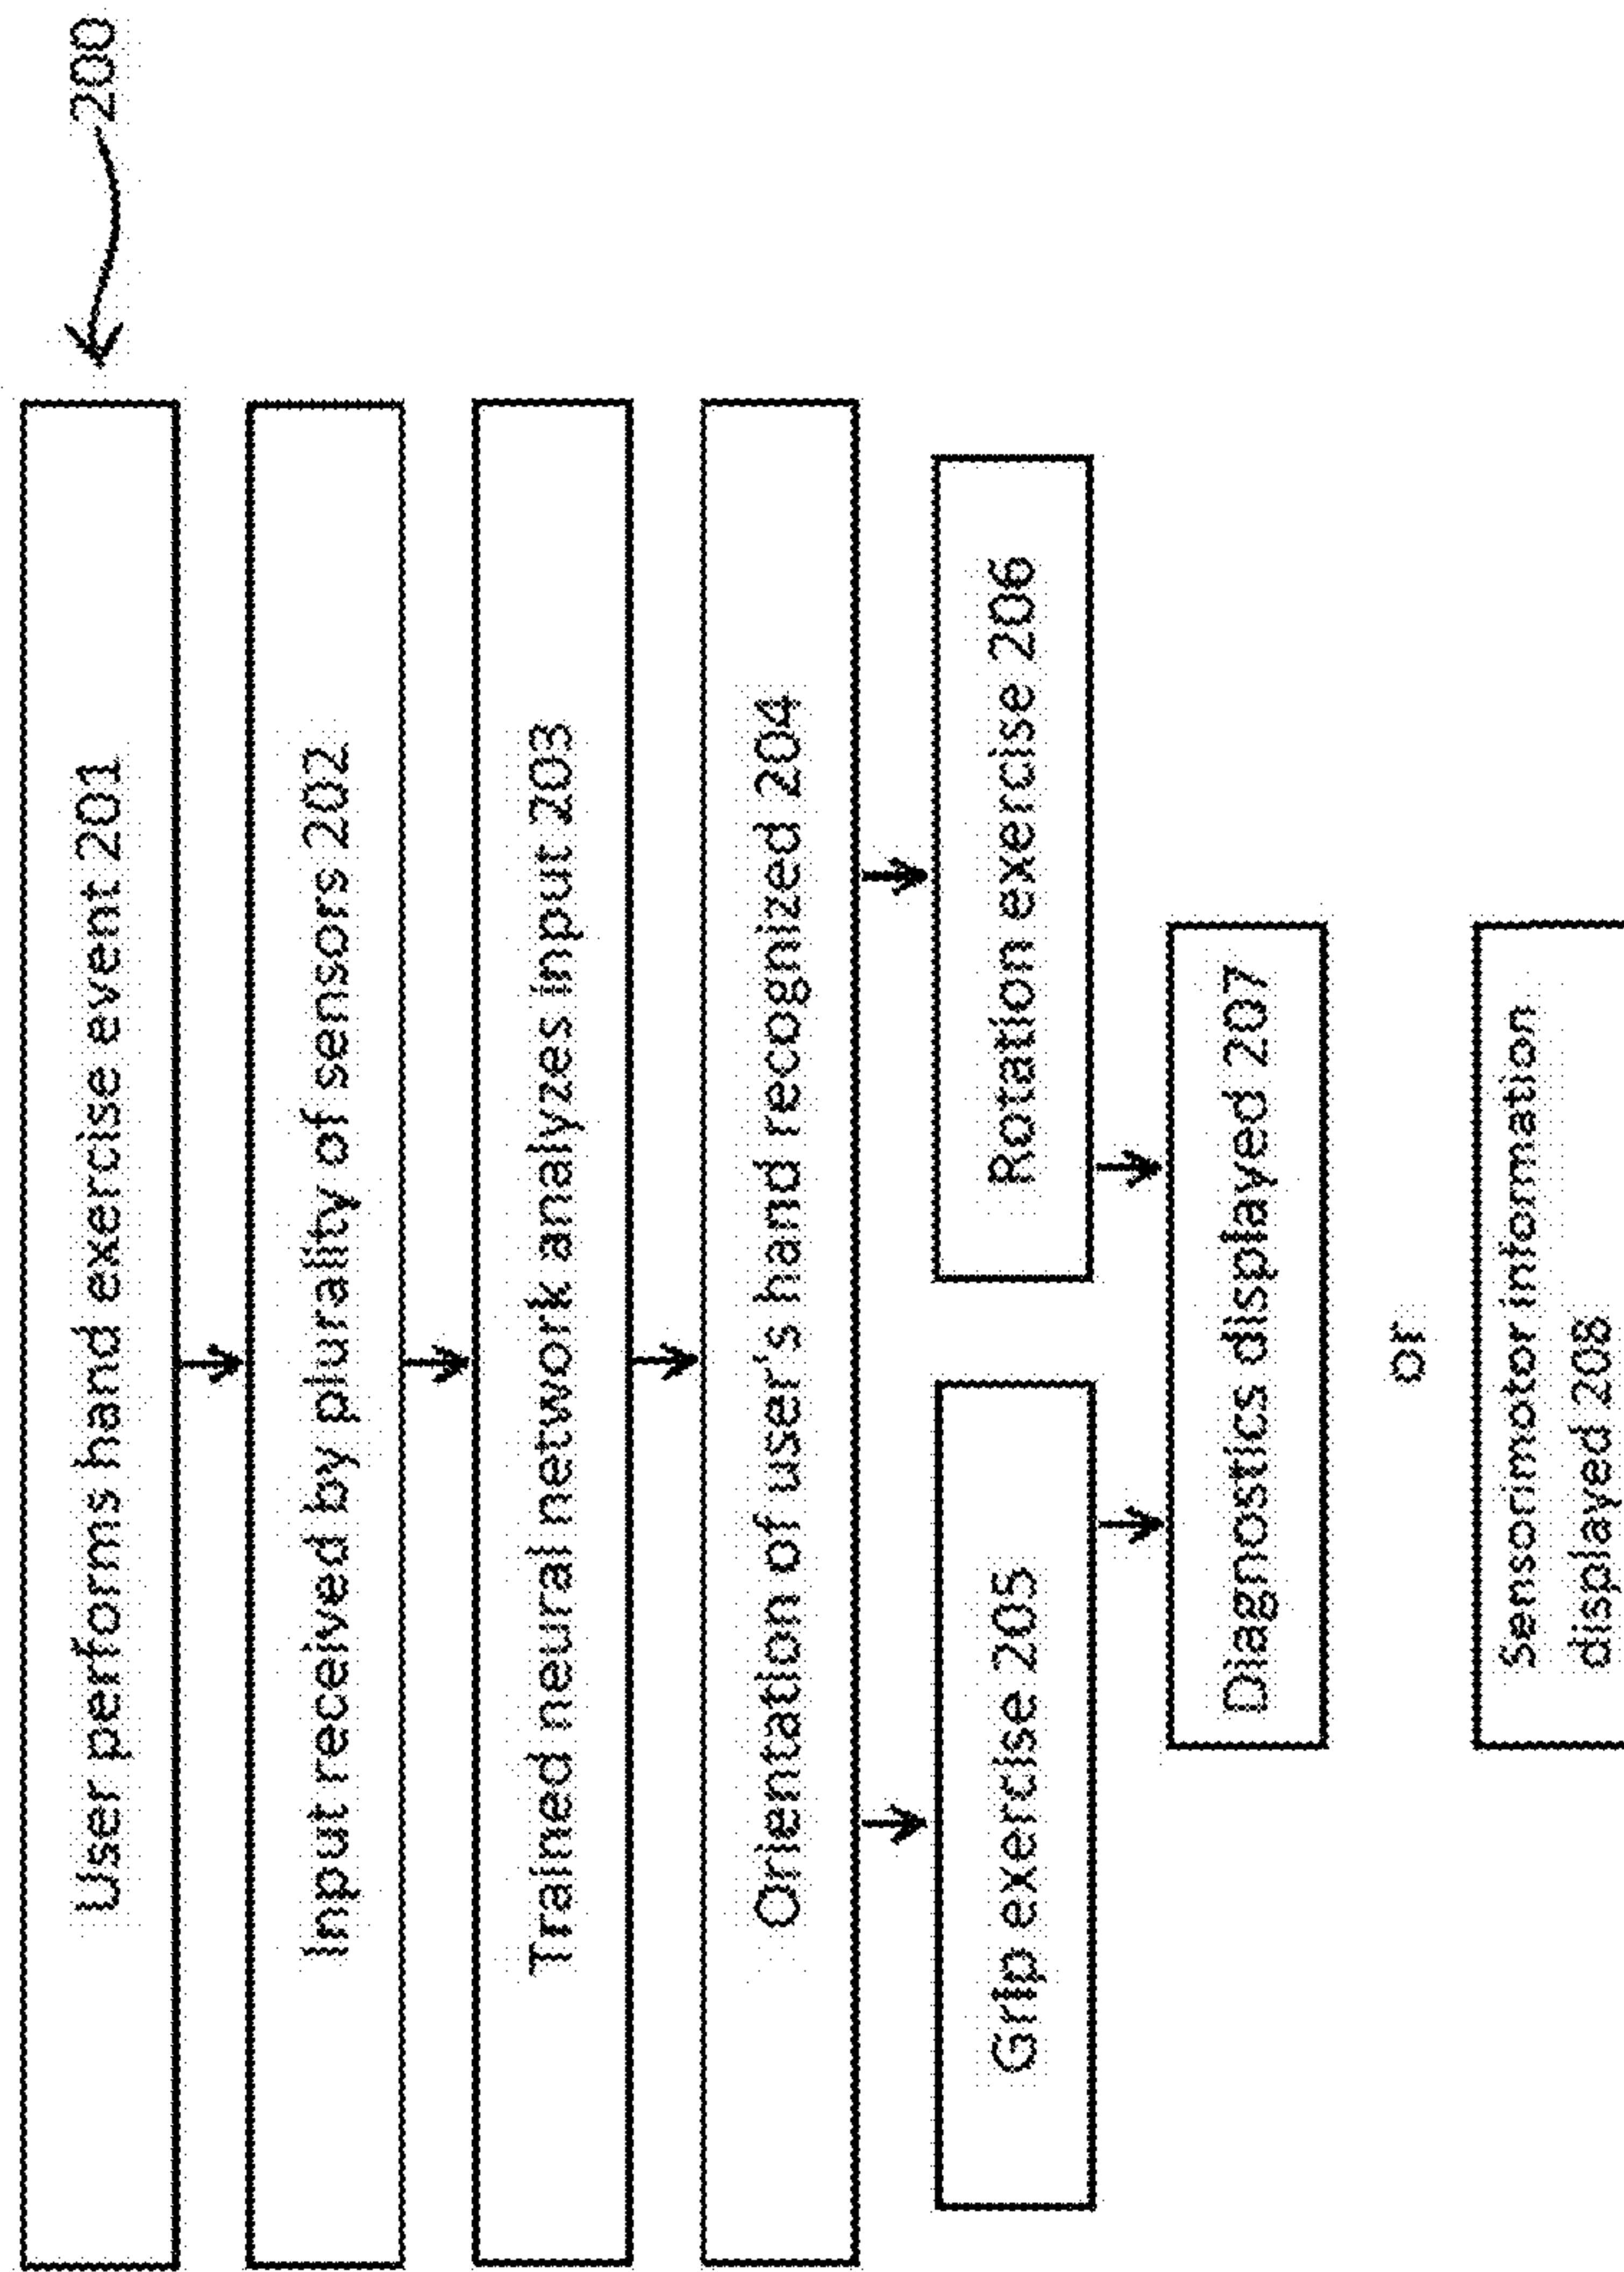 200
User performs hand exercise event 201
Input received by plurality of sensors 202
Trained neural network analyzes input 203
Orientation of user's hand recognized 204
Grip exercise 205
Rotation exercise 206
Diagnostics displayed 207
or
Sensorimotor information
displayed 208